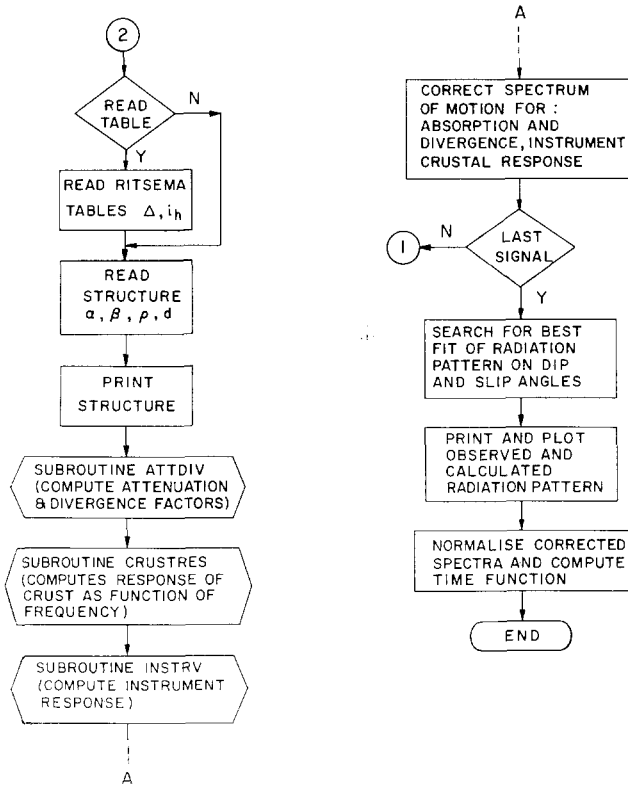 2
READ
TABLE
N
Y
READ RITSEMA
TABLES Δ, iₕ
READ
STRUCTURE
α, β, ρ, d
PRINT
STRUCTURE
SUBROUTINE ATTDIV
(COMPUTE ATTENUATION
& DIVERGENCE FACTORS)
SUBROUTINE CRUSTRES
(COMPUTES RESPONSE OF
CRUST AS FUNCTION OF
FREQUENCY)
SUBROUTINE INSTRV
(COMPUTE INSTRUMENT
RESPONSE)
A
A
CORRECT SPECTRUM
OF MOTION FOR :
ABSORPTION AND
DIVERGENCE, INSTRUMENT
CRUSTAL RESPONSE
1
N
LAST
SIGNAL
Y
SEARCH FOR BEST
FIT OF RADIATION
PATTERN ON DIP
AND SLIP ANGLES
PRINT AND PLOT
OBSERVED AND
CALCULATED
RADIATION PATTERN
NORMALISE CORRECTED
SPECTRA AND COMPUTE
TIME FUNCTION
END